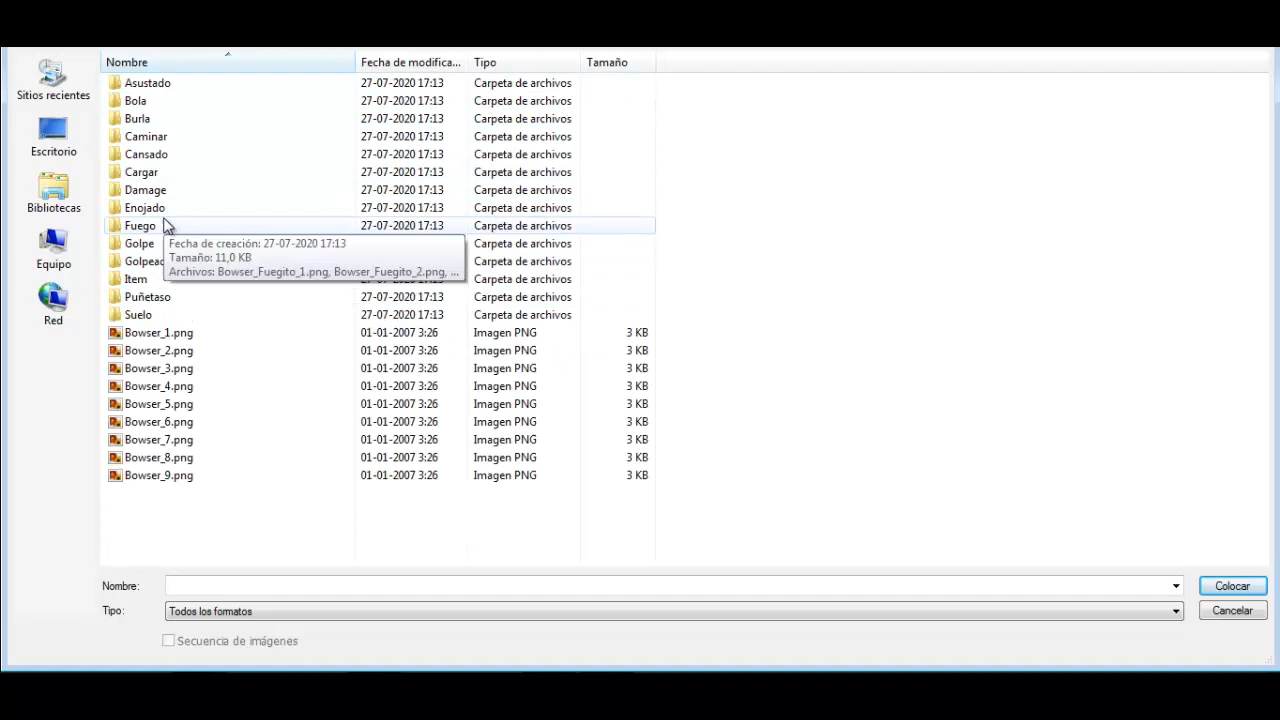 Nombre Fecha de modifica... Tipo Tamaño
Sitios recientes
Escritorio
Bibliotecas
Equipo
Red
Asustado 27-07-2020 17:13 Carpeta de archivos
Bola 27-07-2020 17:13 Carpeta de archivos
Burla 27-07-2020 17:13 Carpeta de archivos
Caminar 27-07-2020 17:13 Carpeta de archivos
Cansado 27-07-2020 17:13 Carpeta de archivos
Cargar 27-07-2020 17:13 Carpeta de archivos
Damage 27-07-2020 17:13 Carpeta de archivos
Enojado 27-07-2020 17:13 Carpeta de archivos
Fuego 27-07-2020 17:13 Carpeta de archivos
Golpe Carpeta de archivos
Golpeac Carpeta de archivos
Item Carpeta de archivos
Fecha de creación: 27-07-2020 17:13
Tamaño: 11,0 KB
Archivos: Bowser_Fuegito_1.png, Bowser_Fuegito_2.png, ...
Puñetaso 27-07-2020 17:13 Carpeta de archivos
Suelo 27-07-2020 17:13 Carpeta de archivos
Bowser_1.png 01-01-2007 3:26 Imagen PNG 3 KB
Bowser_2.png 01-01-2007 3:26 Imagen PNG 3 KB
Bowser_3.png 01-01-2007 3:26 Imagen PNG 3 KB
Bowser_4.png 01-01-2007 3:26 Imagen PNG 3 KB
Bowser_5.png 01-01-2007 3:26 Imagen PNG 3 KB
Bowser_6.png 01-01-2007 3:26 Imagen PNG 3 KB
Bowser_7.png 01-01-2007 3:26 Imagen PNG 3 KB
Bowser_8.png 01-01-2007 3:26 Imagen PNG 3 KB
Bowser_9.png 01-01-2007 3:26 Imagen PNG 3 KB
Nombre: Colocar
Tipo: Todos los formatos Cancelar
Secuencia de imágenes